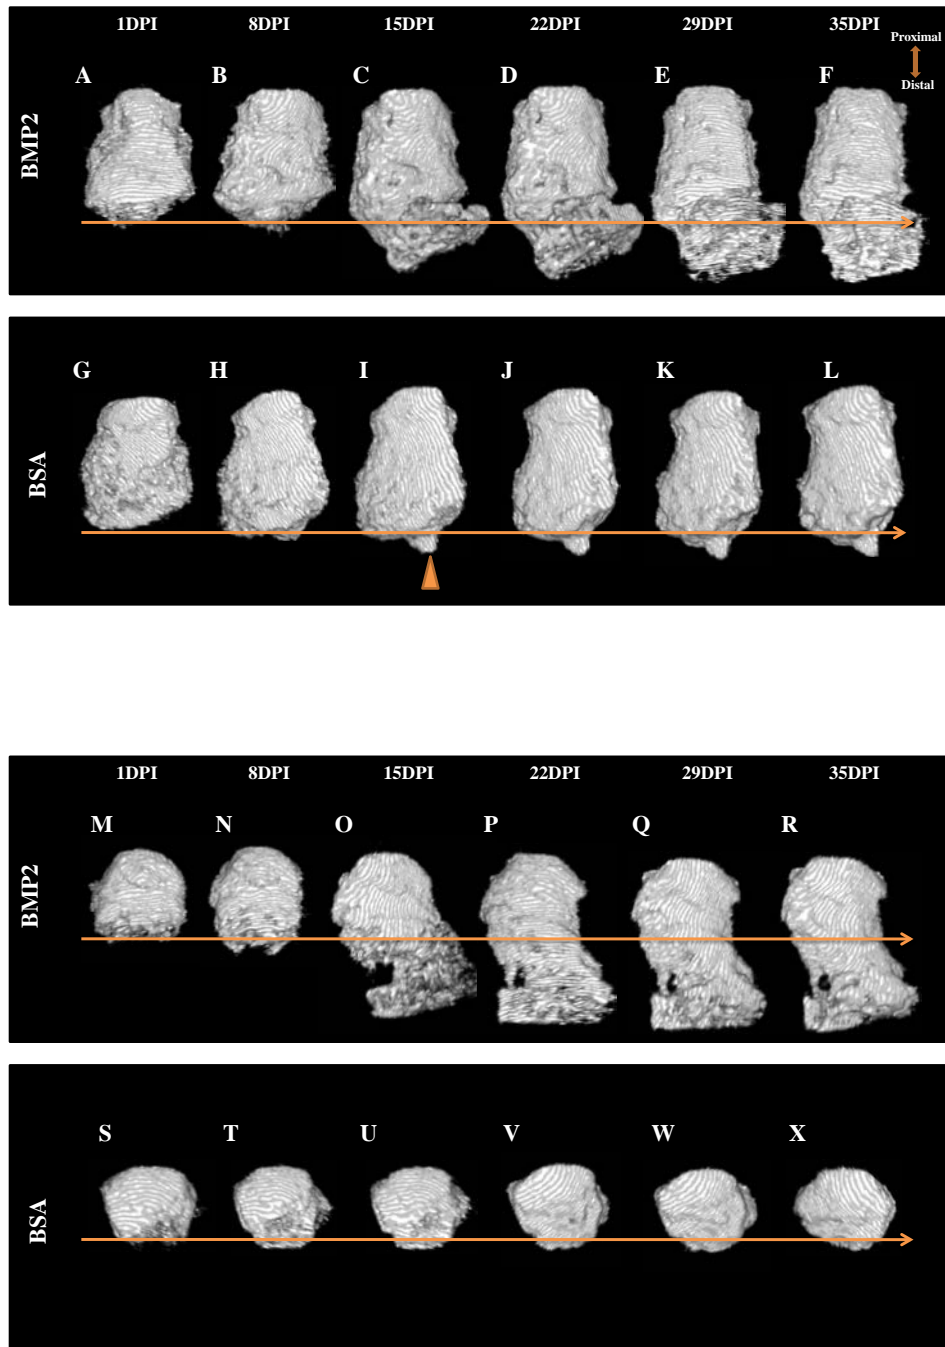 1DPI 8DPI 15DPI 22DPI 29DPI 35DPI
Proximal
Distal
A B C D E F
BMP2
G H I J K L
BSA
1DPI 8DPI 15DPI 22DPI 29DPI 35DPI
M N O P Q R
BMP2
S T U V W X
BSA